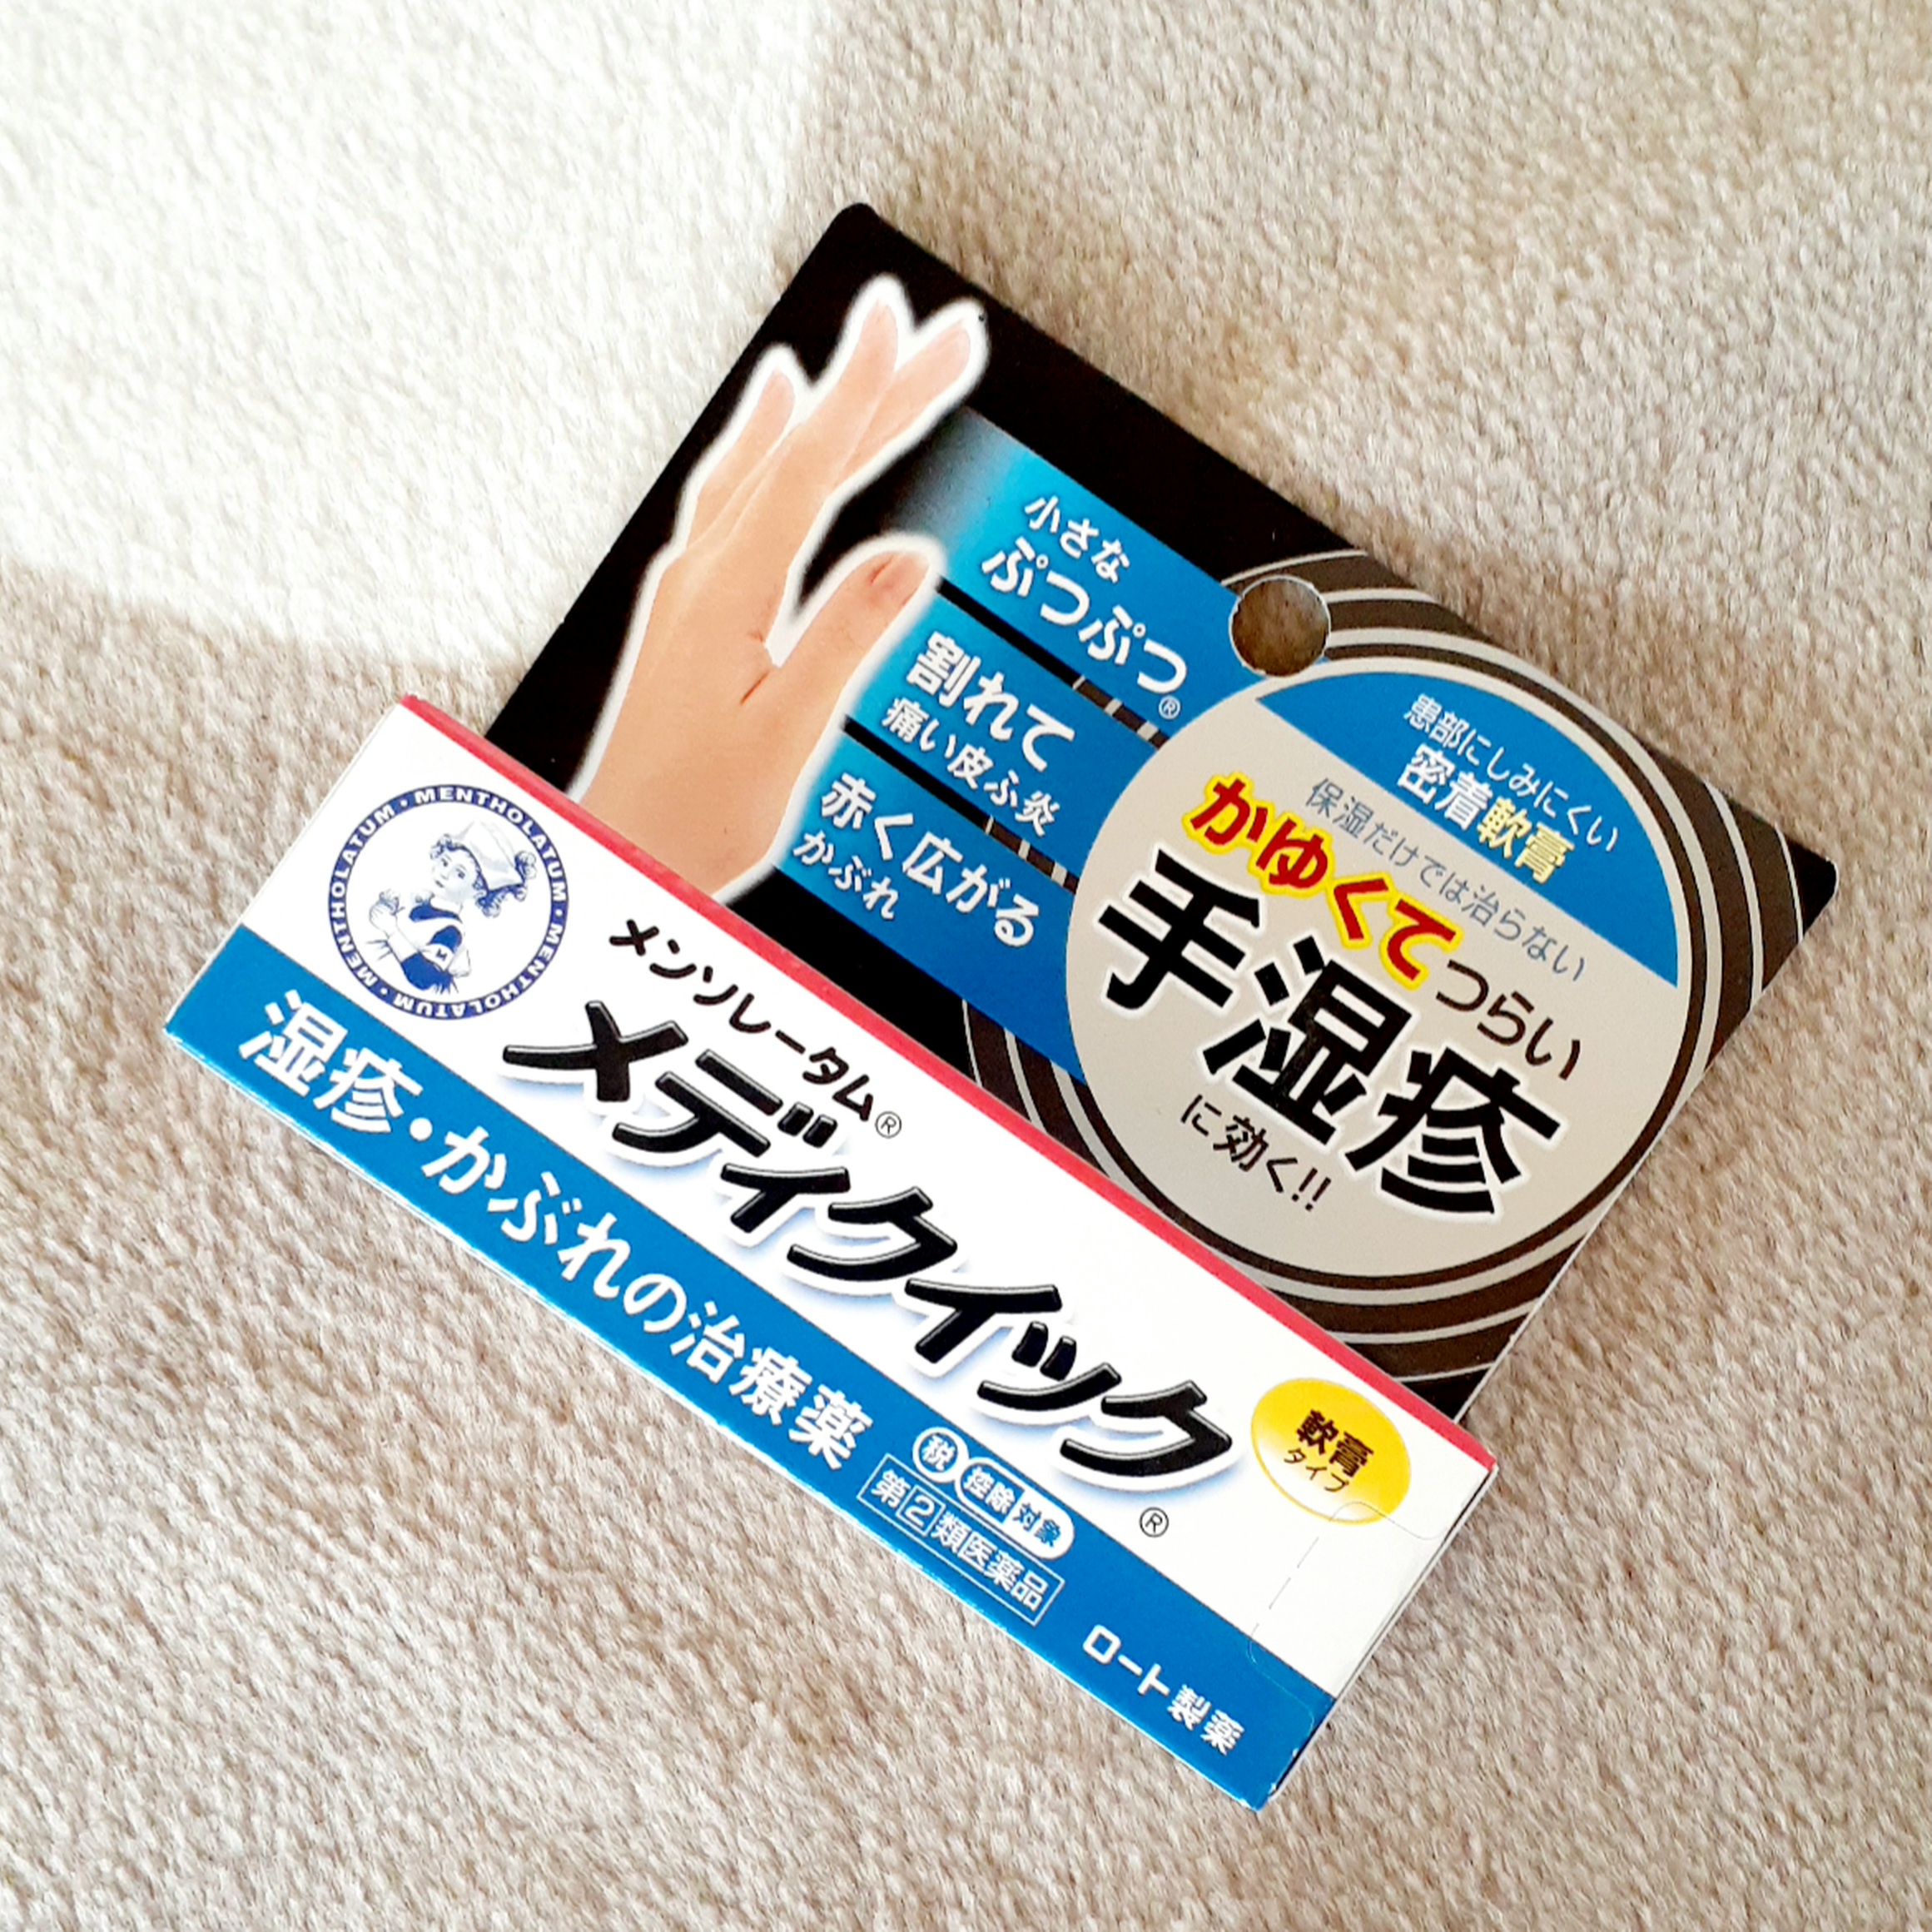 小さな
ぷつぷつ®
割れて
痛い皮ふ炎
赤く広がる
かぶれ
患部にしみにくい
密着軟膏
保湿だけでは治らない
かゆくてつらい
手湿疹
に効く!!
MENTHOLATUM・MENTHOLATUM・MENTHOLATUM・MENTHOLATUM・
メンソレータム®
メディクイック®
軟膏
タイプ
湿疹・かぶれの治療薬
税 控除対象
第②類医薬品
ロート製薬